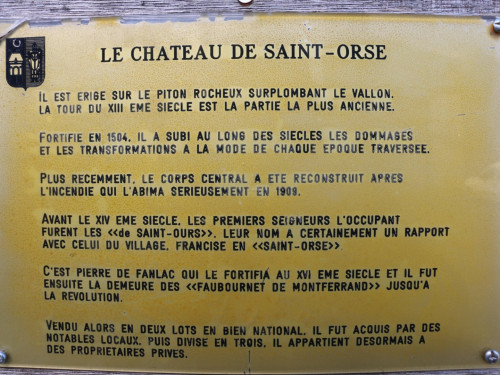 LE CHATEAU DE SAINT-ORSE
IL EST ERIGE SUR LE PITON ROCHEUX SURPLOMBANT LE VALLON.
LA TOUR DU XIII EME SIECLE EST LA PARTIE LA PLUS ANCIENNE.
FORTIFIE EN 1504, IL A SUBI AU LONG DES SIECLES LES DOMMAGES
ET LES TRANSFORMATIONS A LA MODE DE CHAQUE EPOQUE TRAVERSEE.
PLUS RECEMMENT, LE CORPS CENTRAL A ETE RECONSTRUIT APRES
L'INCENDIE QUI L'ABIMA SERIEUSEMENT EN 1909.
AVANT LE XIV EME SIECLE, LES PREMIERS SEIGNEURS L'OCCUPANT
FURENT LES <<de SAINT-OURS>>. LEUR NOM A CERTAINEMENT UN RAPPORT
AVEC CELUI DU VILLAGE, FRANCISE EN <<SAINT-ORSE>>
C'EST PIERRE DE FANLAC QUI LE FORTIFIA AU XVI EME SIECLE ET IL FUT
ENSUITE LA DEMEURE DES <<FAUBOURNET DE MONTFERRAND>> JUSQU'A
LA REVOLUTION.
VENDU ALORS EN DEUX LOTS EN BIEN NATIONAL, IL FUT ACQUIS PAR DES
NOTABLES LOCAUX, PUIS DIVISE EN TROIS, IL APPARTIENT DESORMAIS A
DES PROPRIETAIRES PRIVES.